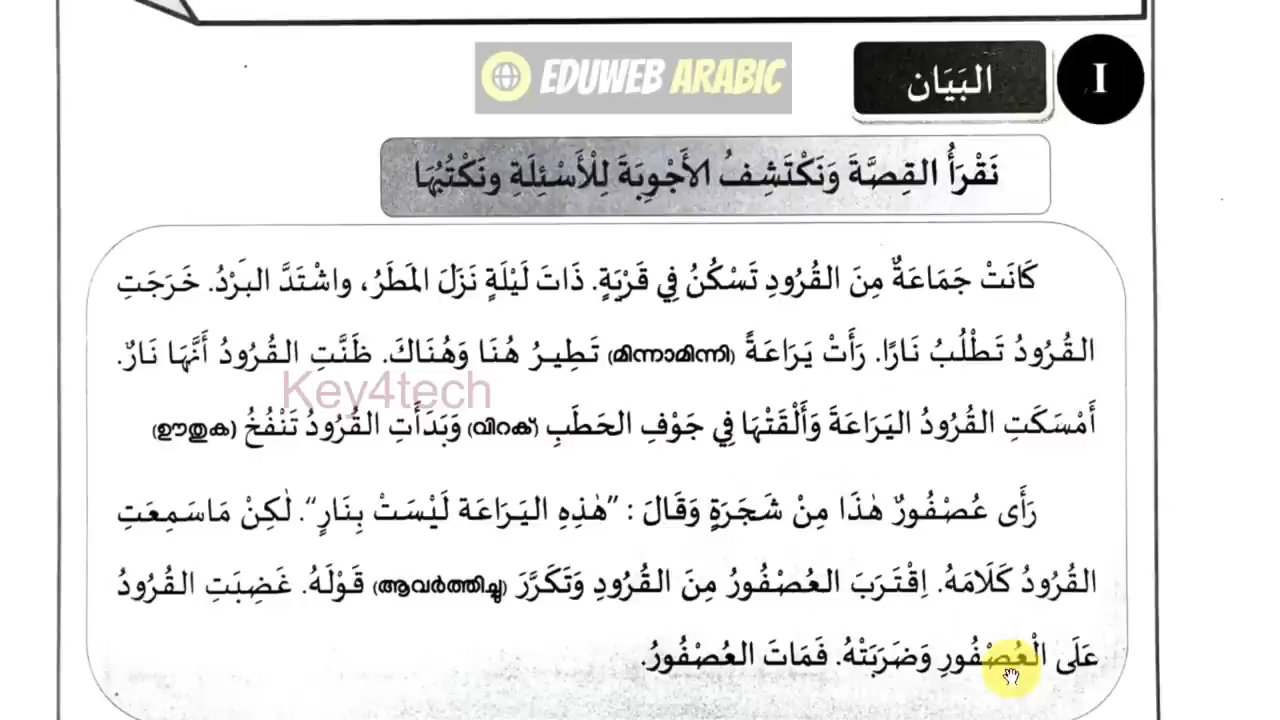 EDUWEB ARABIC
I
البَيَان
نَقْرَأُ القِصَّةَ وَنَكْتَشِفُ الأَجْوِبَةَ لِلْأَسْئِلَةِ ونَكْتُبُهَا
كَانَتْ جَمَاعَةٌ مِنَ القُرُودِ تَسْكُنُ فِي قَرْيَةٍ. ذَاتَ لَيْلَةٍ نَزَلَ المَطَرُ، واشْتَدَّ البَرْدُ. خَرَجَتِ
القُرُودُ تَطْلُبُ نَارًا. رَأَتْ يَرَاعَةً (മിന്നാമിന്നി) تَطِيرُ هُنَا وَهُنَاكَ. ظَنَّتِ القُرُودُ أَنَّهَا نَارٌ.
Key4tech
أَمْسَكَتِ القُرُودُ اليَرَاعَةَ وَأَلْقَتْهَا فِي جَوْفِ الحَطَبِ (വിറക്) وَبَدَأَتِ القُرُودُ تَنْفُخُ (ഊതുക)
رَأَى عُصْفُورٌ هٰذَا مِنْ شَجَرَةٍ وَقَالَ : ”هٰذِهِ اليَرَاعَة لَيْسَتْ بِنَارٍ“. لٰكِنْ مَاسَمِعَتِ
القُرُودُ كَلَامَهُ. اِقْتَرَبَ العُصْفُورُ مِنَ القُرُودِ وَتَكَرَّرَ (ആവർത്തിച്ചു) قَوْلَهُ. غَضِبَتِ القُرُودُ
عَلَى الْعُصْفُورِ وَضَرَبَتْهُ. فَمَاتَ العُصْفُورُ.